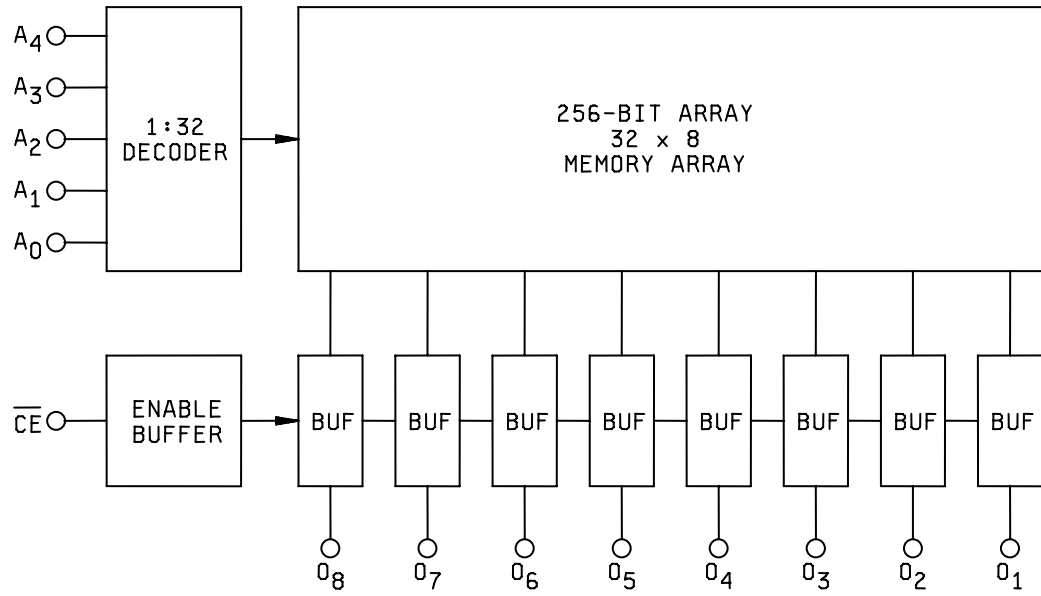 A4
A3
A2
A1
A0
1:32
DECODER
256-BIT ARRAY
32 x 8
MEMORY ARRAY
C̅E̅
ENABLE
BUFFER
BUF BUF BUF BUF BUF BUF BUF BUF
O8 O7 O6 O5 O4 O3 O2 O1